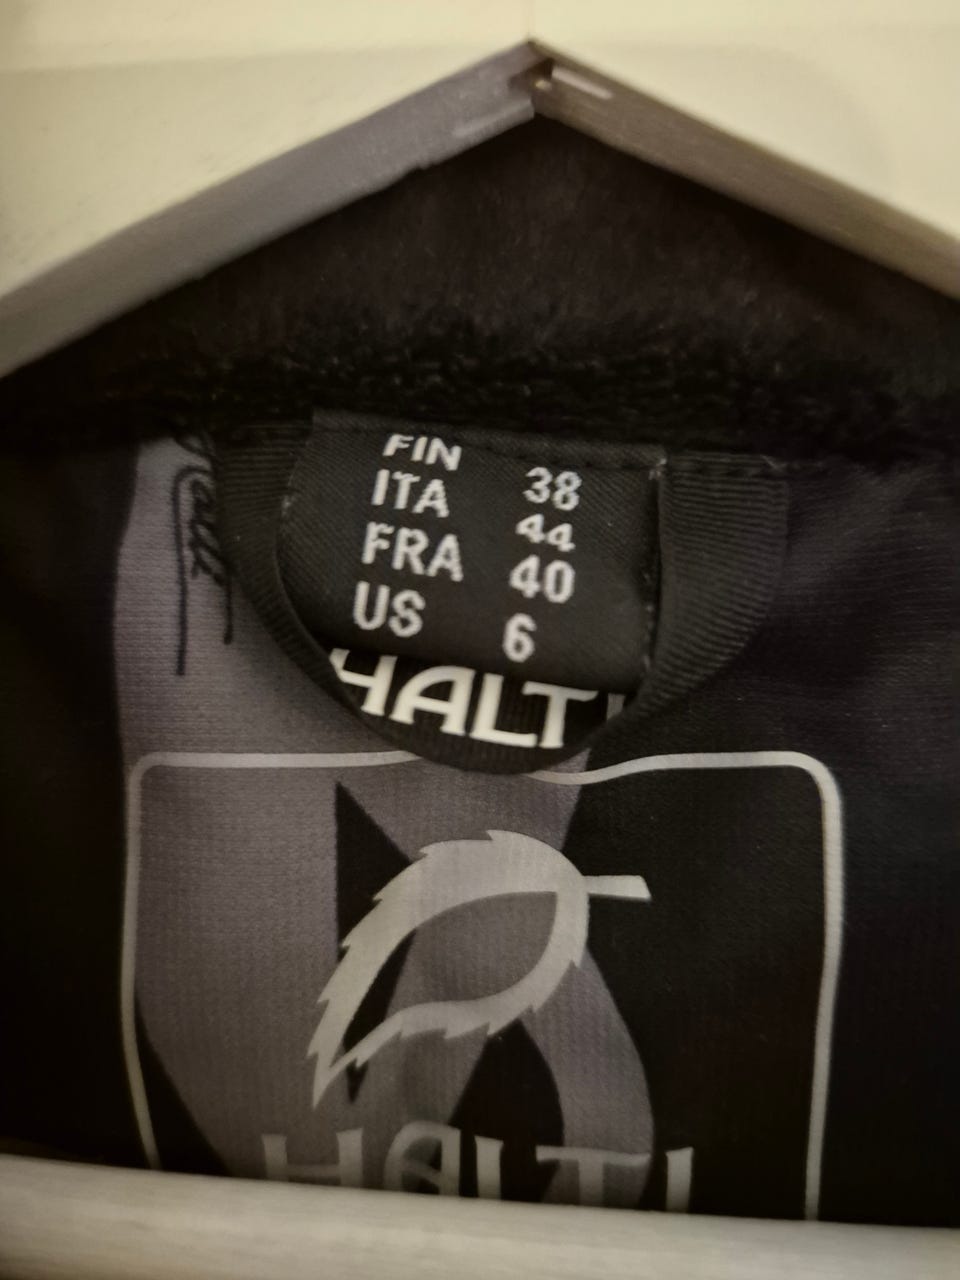 FIN 38
ITA 44
FRA 40
US 6
HALTI
HALTI